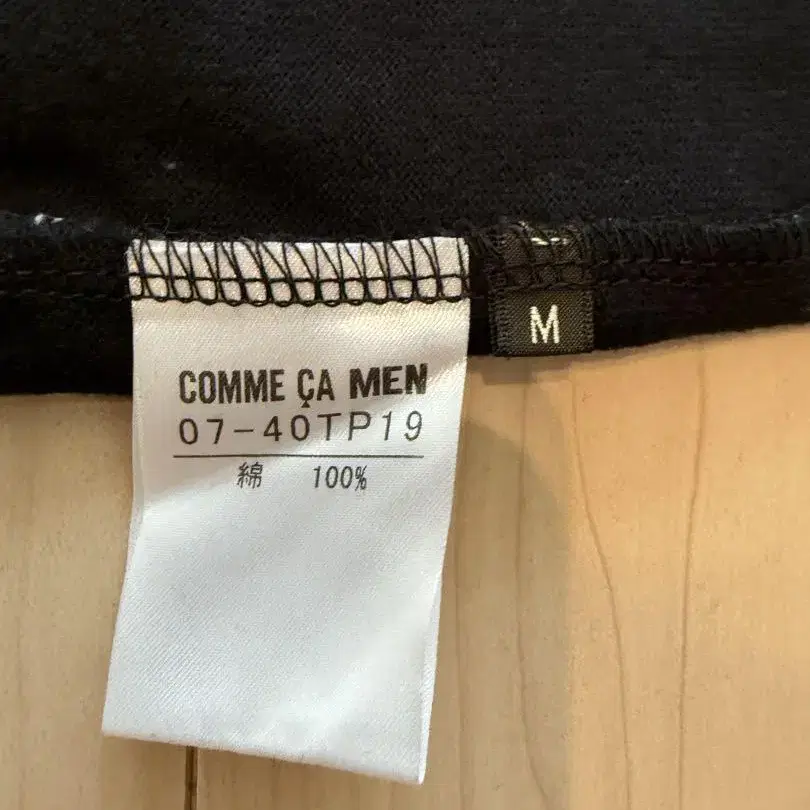 COMME ÇA MEN
07-40TP19
綿 100%
M